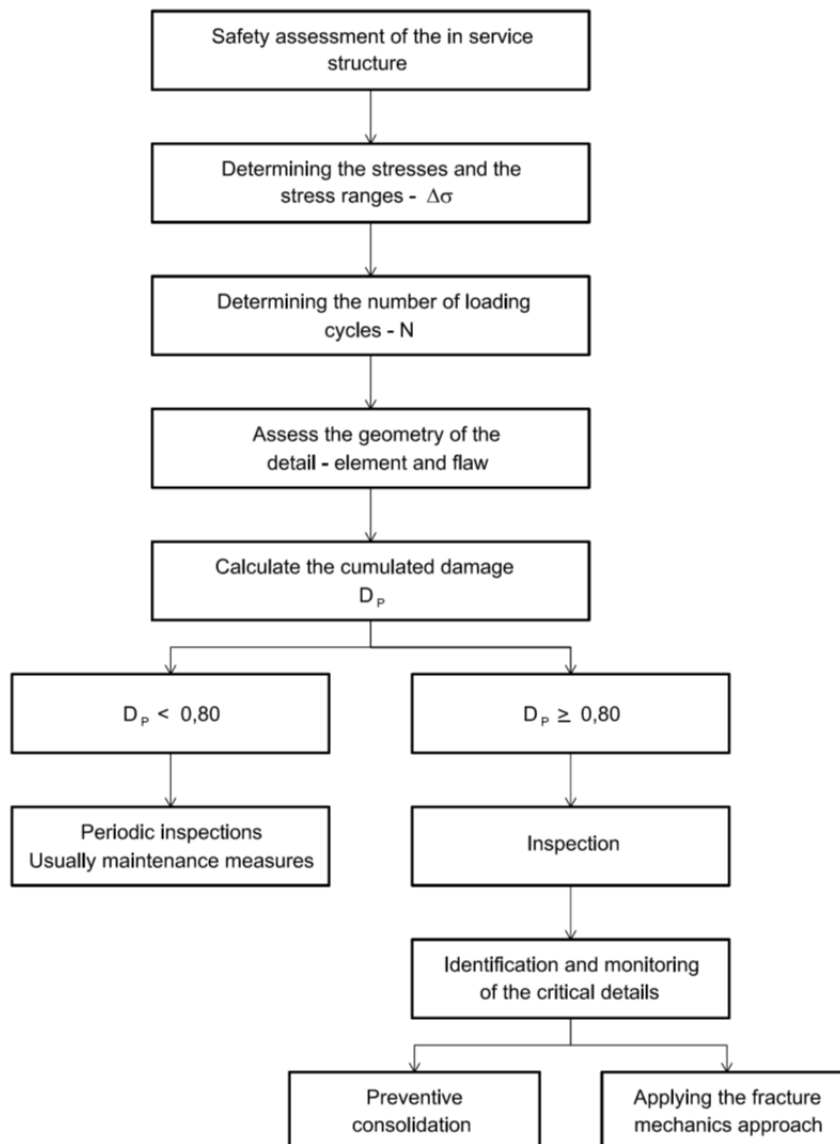 Safety assessment of the in service
structure
Determining the stresses and the
stress ranges - Δσ
Determining the number of loading
cycles - N
Assess the geometry of the
detail - element and flaw
Calculate the cumulated damage
D P
D P < 0,80
D P ≥ 0,80
Periodic inspections
Usually maintenance measures
Inspection
Identification and monitoring
of the critical details
Preventive
consolidation
Applying the fracture
mechanics approach